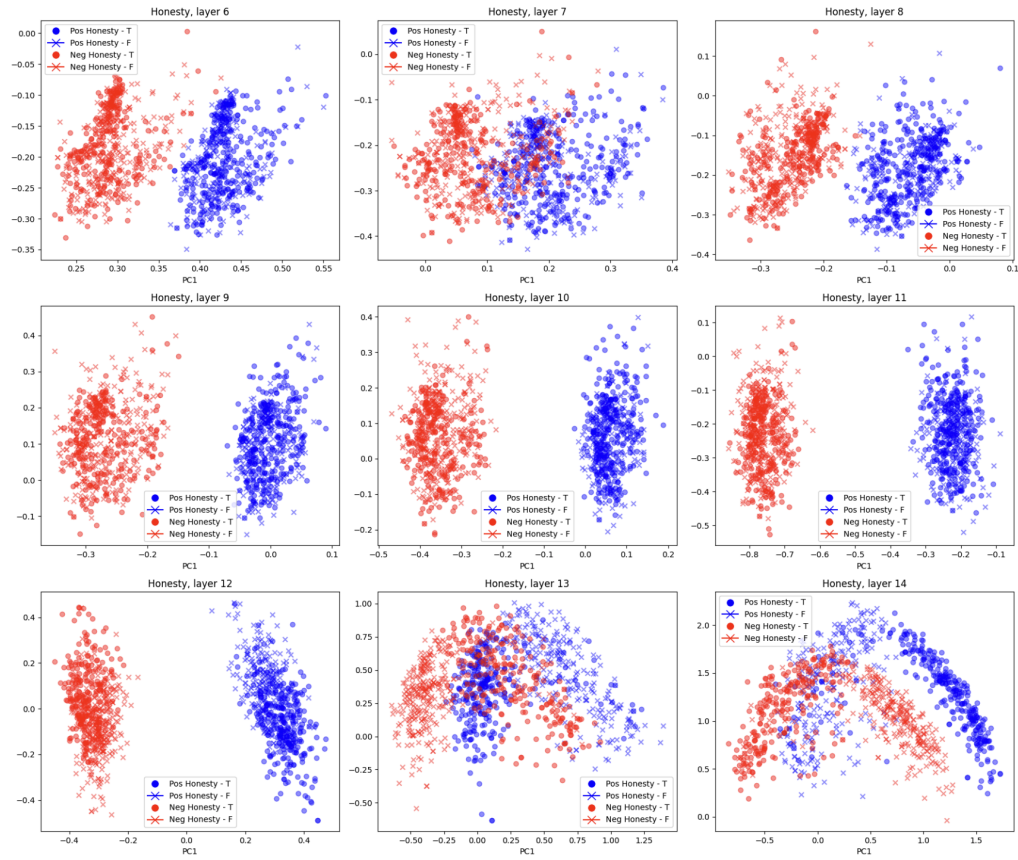 Honesty, layer 6
Pos Honesty - T
Pos Honesty - F
Neg Honesty - T
Neg Honesty - F
0.00
−0.05
−0.10
−0.15
−0.20
−0.25
−0.30
−0.35
0.25 0.30 0.35 0.40 0.45 0.50 0.55
PC1
Honesty, layer 7
Pos Honesty - T
Pos Honesty - F
Neg Honesty - T
Neg Honesty - F
0.0
−0.1
−0.2
−0.3
−0.4
0.0 0.1 0.2 0.3 0.4
PC1
Honesty, layer 8
0.1
0.0
−0.1
−0.2
−0.3
−0.4
Pos Honesty - T
Pos Honesty - F
Neg Honesty - T
Neg Honesty - F
−0.3 −0.2 −0.1 0.0 0.1
PC1
Honesty, layer 9
0.4
0.3
0.2
0.1
0.0
−0.1
Pos Honesty - T
Pos Honesty - F
Neg Honesty - T
Neg Honesty - F
−0.3 −0.2 −0.1 0.0 0.1
PC1
Honesty, layer 10
0.4
0.3
0.2
0.1
0.0
−0.1
−0.2
Pos Honesty - T
Pos Honesty - F
Neg Honesty - T
Neg Honesty - F
−0.5 −0.4 −0.3 −0.2 −0.1 0.0 0.1 0.2
PC1
Honesty, layer 11
0.1
0.0
−0.1
−0.2
−0.3
−0.4
−0.5
Pos Honesty - T
Pos Honesty - F
Neg Honesty - T
Neg Honesty - F
−0.8 −0.7 −0.6 −0.5 −0.4 −0.3 −0.2 −0.1
PC1
Honesty, layer 12
0.4
0.2
0.0
−0.2
−0.4
Pos Honesty - T
Pos Honesty - F
Neg Honesty - T
Neg Honesty - F
−0.4 −0.2 0.0 0.2 0.4
PC1
Honesty, layer 13
1.00
0.75
0.50
0.25
0.00
−0.25
−0.50
Pos Honesty - T
Pos Honesty - F
Neg Honesty - T
Neg Honesty - F
−0.50 −0.25 0.00 0.25 0.50 0.75 1.00 1.25
PC1
Honesty, layer 14
Pos Honesty - T
Pos Honesty - F
Neg Honesty - T
Neg Honesty - F
2.0
1.5
1.0
0.5
0.0
−0.5 0.0 0.5 1.0 1.5
PC1